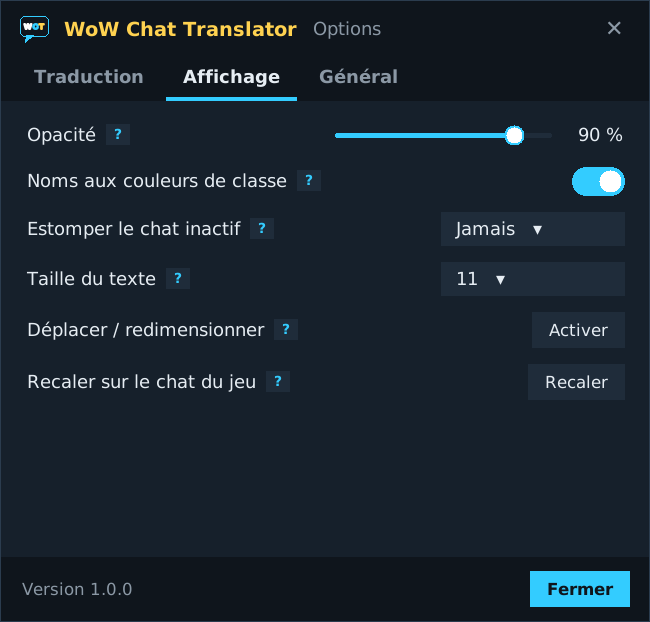 WOT WoW Chat Translator Options ✕
Traduction Affichage Général
Opacité ? 90 %
Noms aux couleurs de classe ?
Estomper le chat inactif ? Jamais ▼
Taille du texte ? 11 ▼
Déplacer / redimensionner ? Activer
Recaler sur le chat du jeu ? Recaler
Version 1.0.0 Fermer